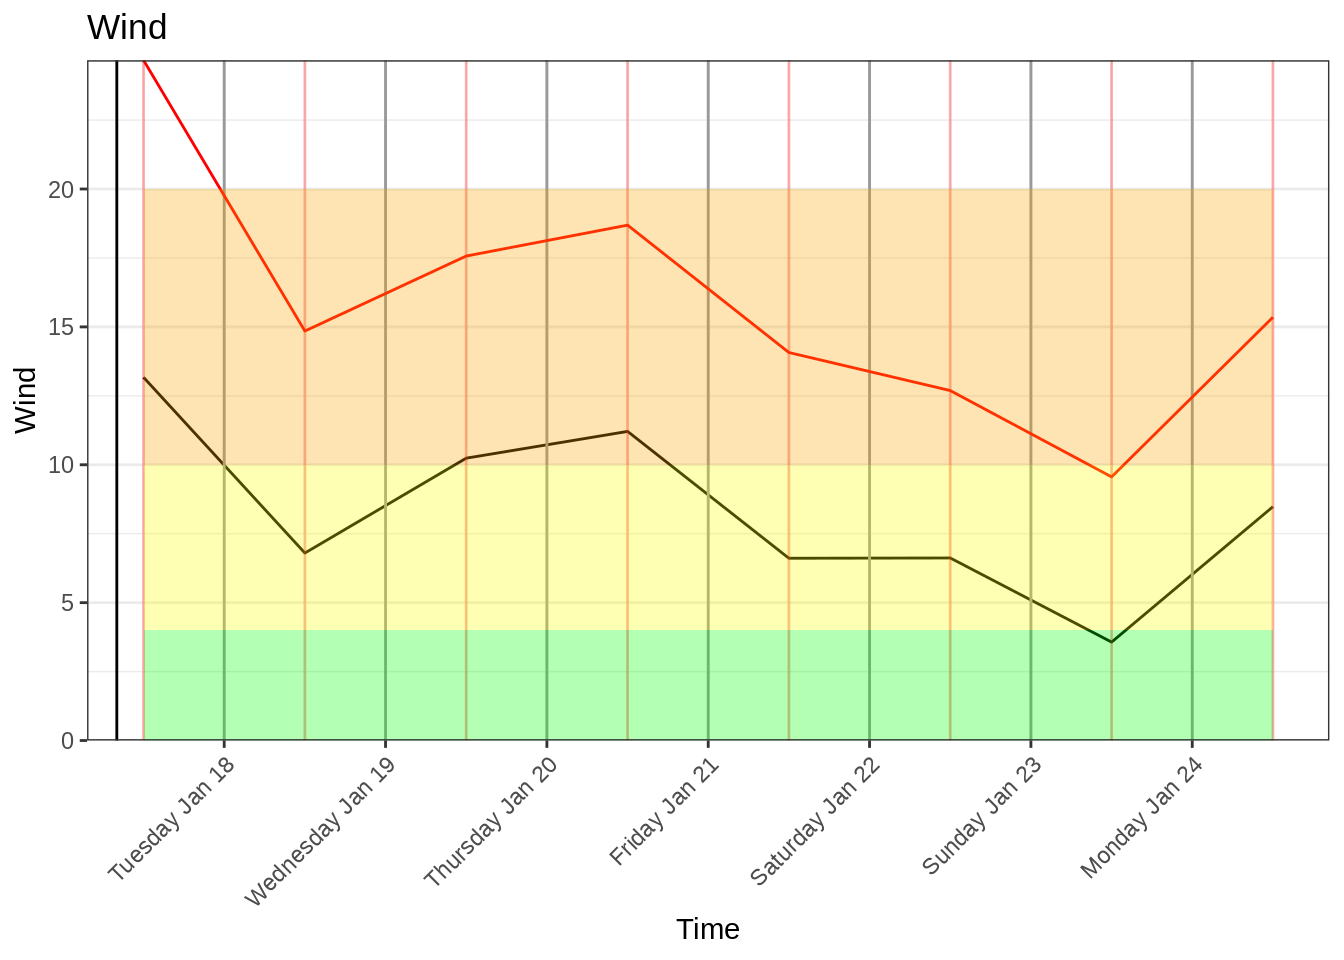 Wind
20
15
10
5
0
Wind
Tuesday Jan 18
Wednesday Jan 19
Thursday Jan 20
Friday Jan 21
Saturday Jan 22
Sunday Jan 23
Monday Jan 24
Time